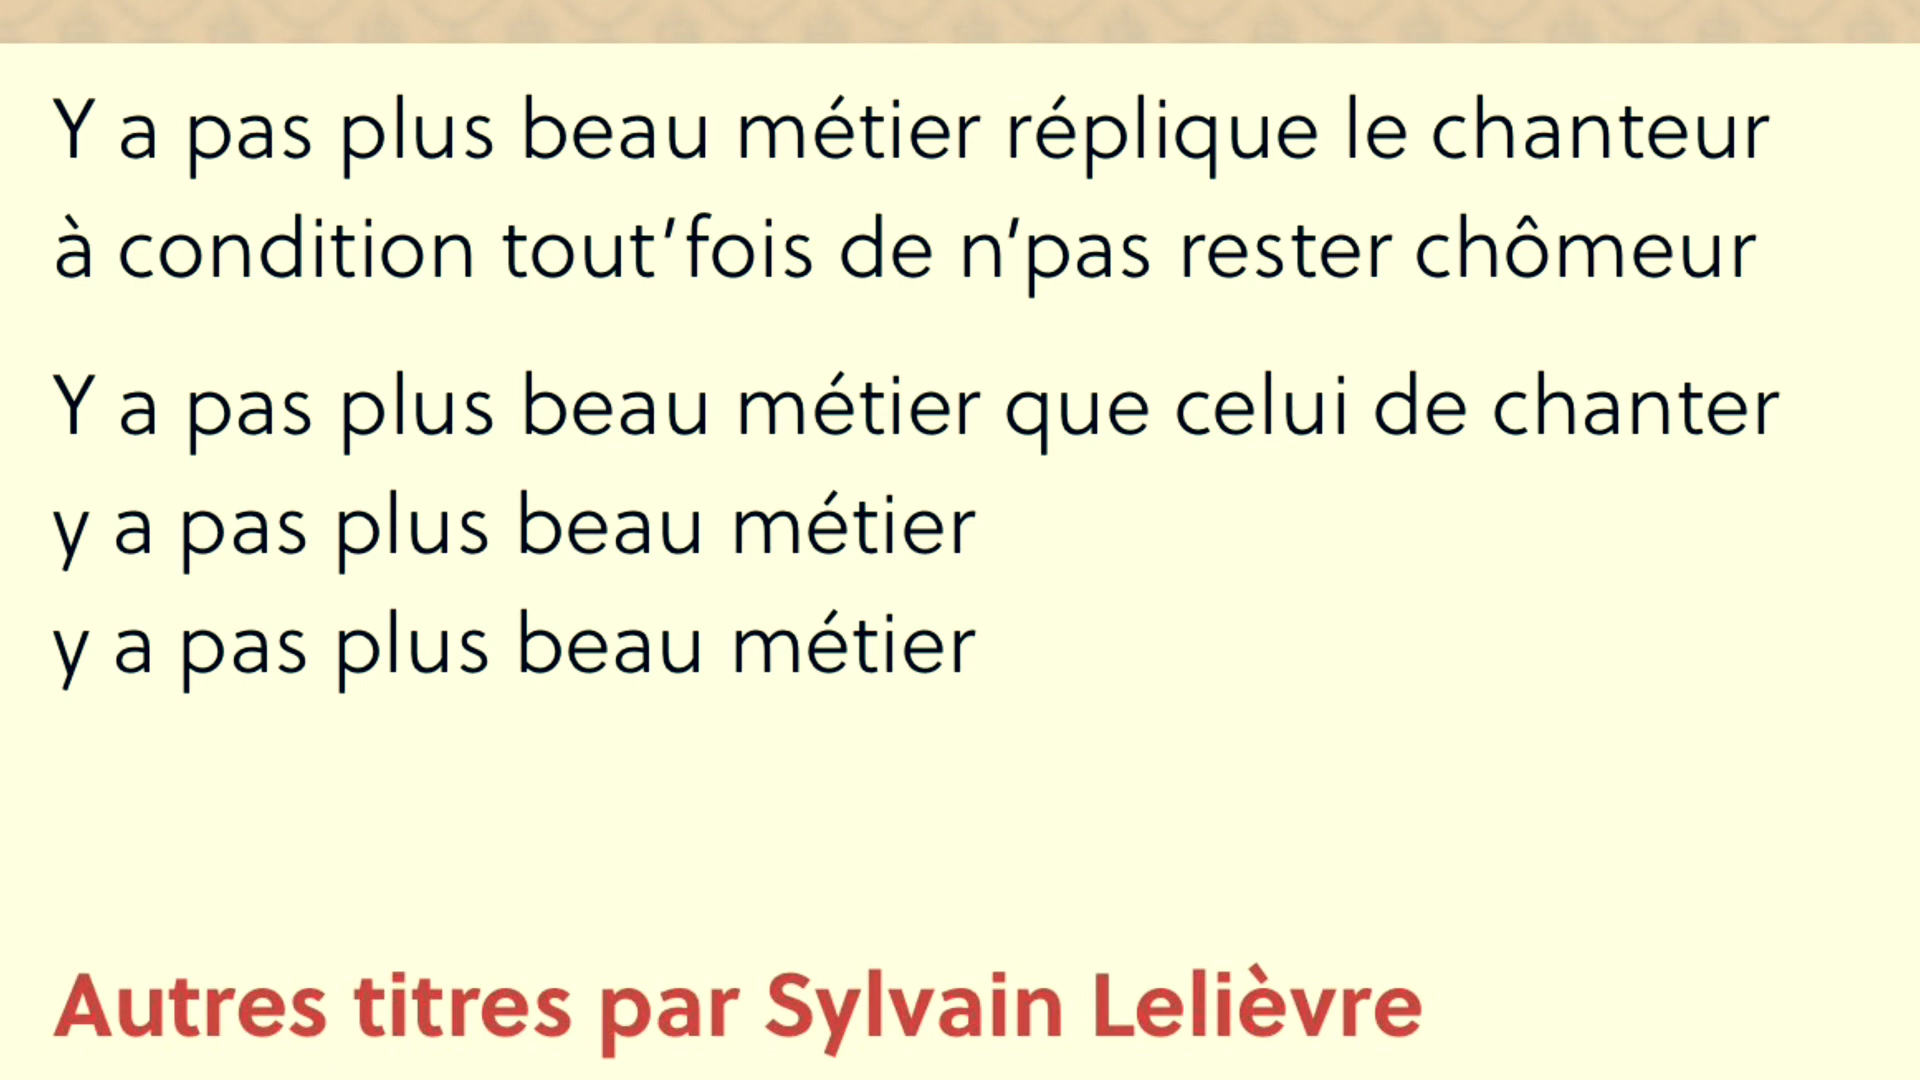 Y a pas plus beau métier réplique le chanteur
à condition tout’fois de n’pas rester chômeur
Y a pas plus beau métier que celui de chanter
y a pas plus beau métier
y a pas plus beau métier
Autres titres par Sylvain Lelièvre